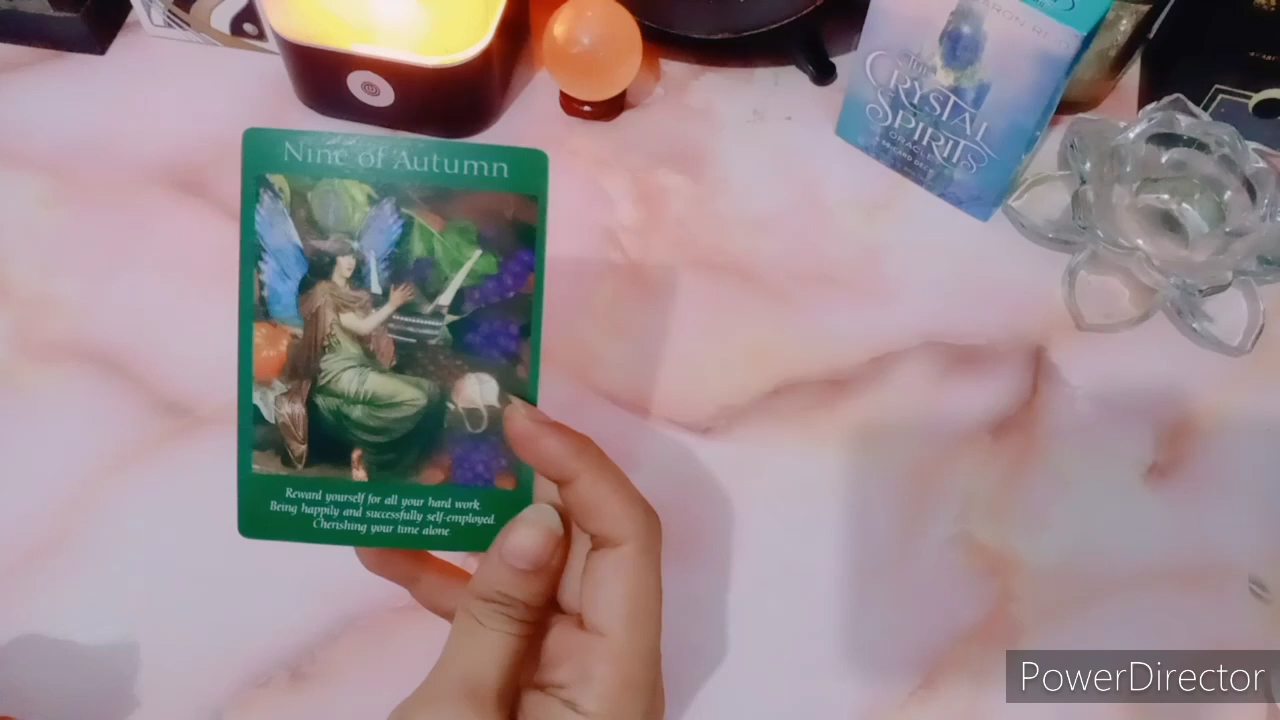 Nine of Autumn
Reward yourself for all your hard work.
Being happily and successfully self-employed.
Cherishing your time alone.
THE
CRYSTAL
SPIRITS
ORACLE
PowerDirector